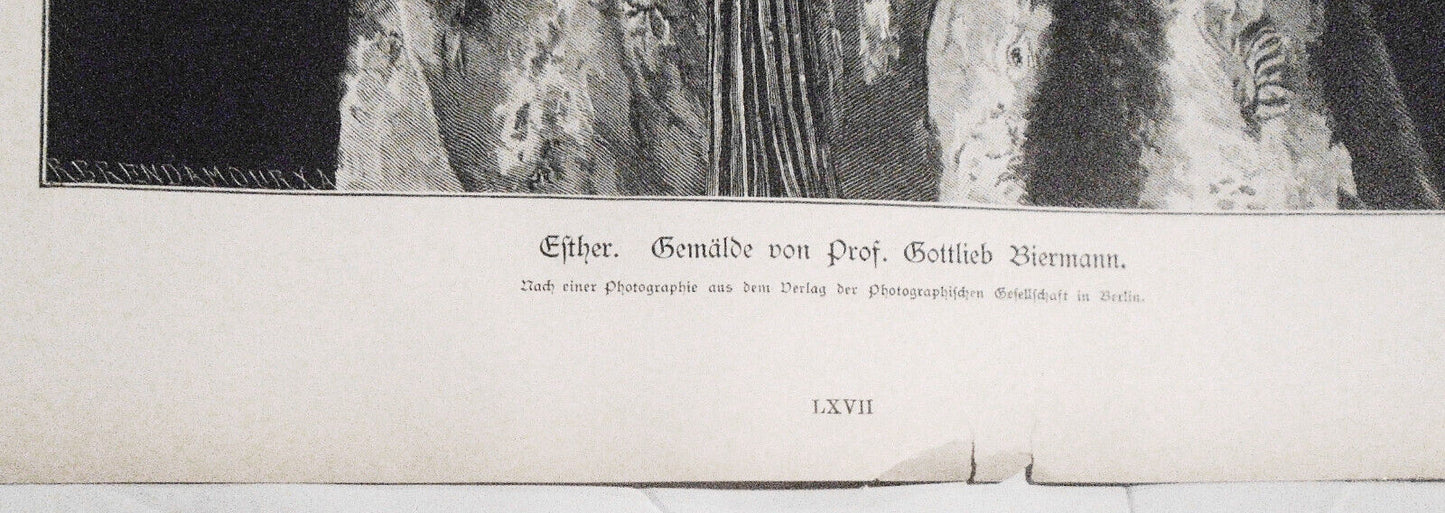 R. BRENDAMOUR X.A.
Eſther. Gemälde von Prof. Gottlieb Biermann.
Nach einer Photographie aus dem Verlag der Photographiſchen Geſellſchaft in Berlin.
LXVII